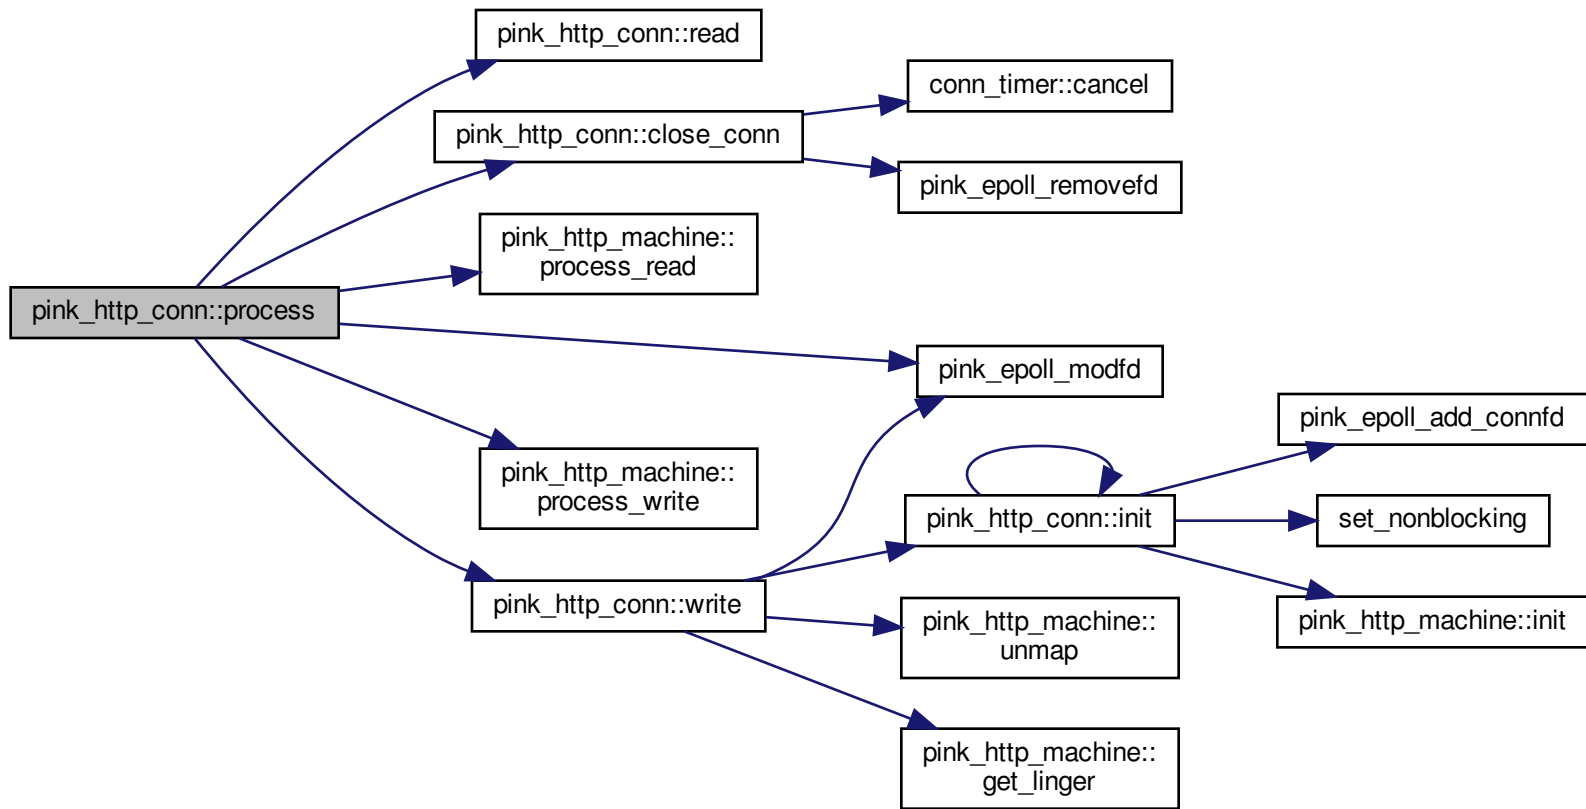 pink_http_conn::read
conn_timer::cancel
pink_http_conn::close_conn
pink_epoll_removefd
pink_http_machine::
process_read
pink_http_conn::process
pink_epoll_modfd
pink_epoll_add_connfd
pink_http_machine::
process_write
pink_http_conn::init
set_nonblocking
pink_http_conn::write
pink_http_machine::
unmap
pink_http_machine::init
pink_http_machine::
get_linger